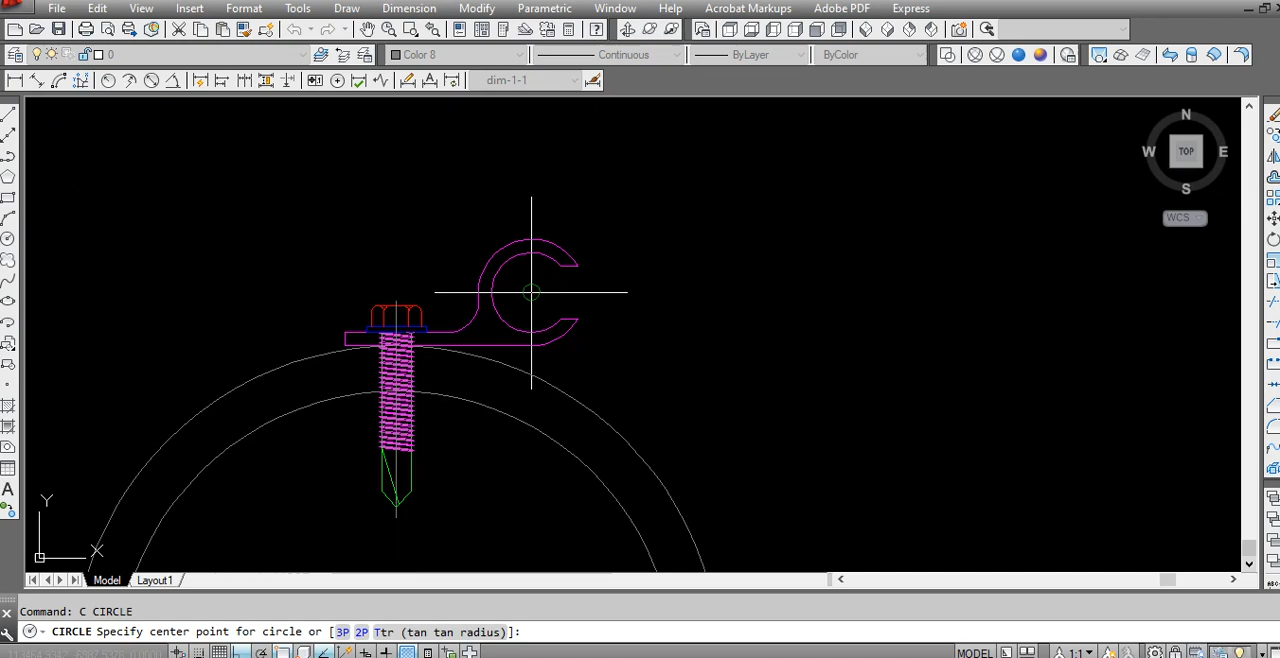 File Edit View Insert Format Tools Draw Dimension Modify Parametric Window Help Acrobat Markups Adobe PDF Express
0 Color 8 Continuous ByLayer ByColor
dim-1-1
N
W TOP E
S
WCS
Y
X
Model Layout1
Command: C CIRCLE
CIRCLE Specify center point for circle or [3P 2P Ttr (tan tan radius)]:
MODEL 1:1